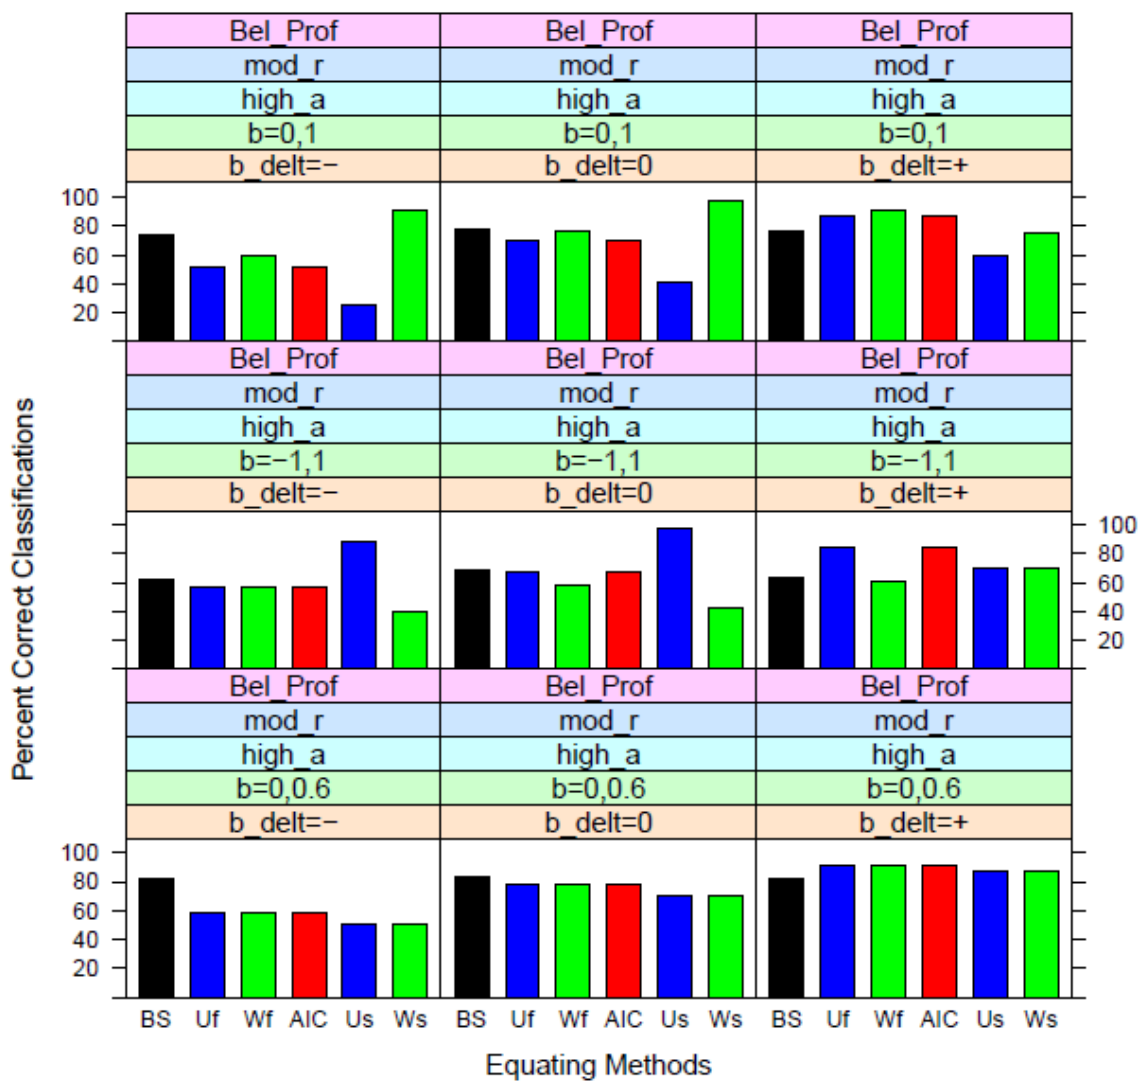 Bel_Prof Bel_Prof Bel_Prof
mod_r mod_r mod_r
high_a high_a high_a
b=0,1 b=0,1 b=0,1
b_delt=− b_delt=0 b_delt=+
100
80
60
40
20
Bel_Prof Bel_Prof Bel_Prof
mod_r mod_r mod_r
high_a high_a high_a
b=−1,1 b=−1,1 b=−1,1
b_delt=− b_delt=0 b_delt=+
100
80
60
40
20
Bel_Prof Bel_Prof Bel_Prof
mod_r mod_r mod_r
high_a high_a high_a
b=0,0.6 b=0,0.6 b=0,0.6
b_delt=− b_delt=0 b_delt=+
100
80
60
40
20
BS Uf Wf AIC Us Ws BS Uf Wf AIC Us Ws BS Uf Wf AIC Us Ws
Equating Methods
Percent Correct Classifications